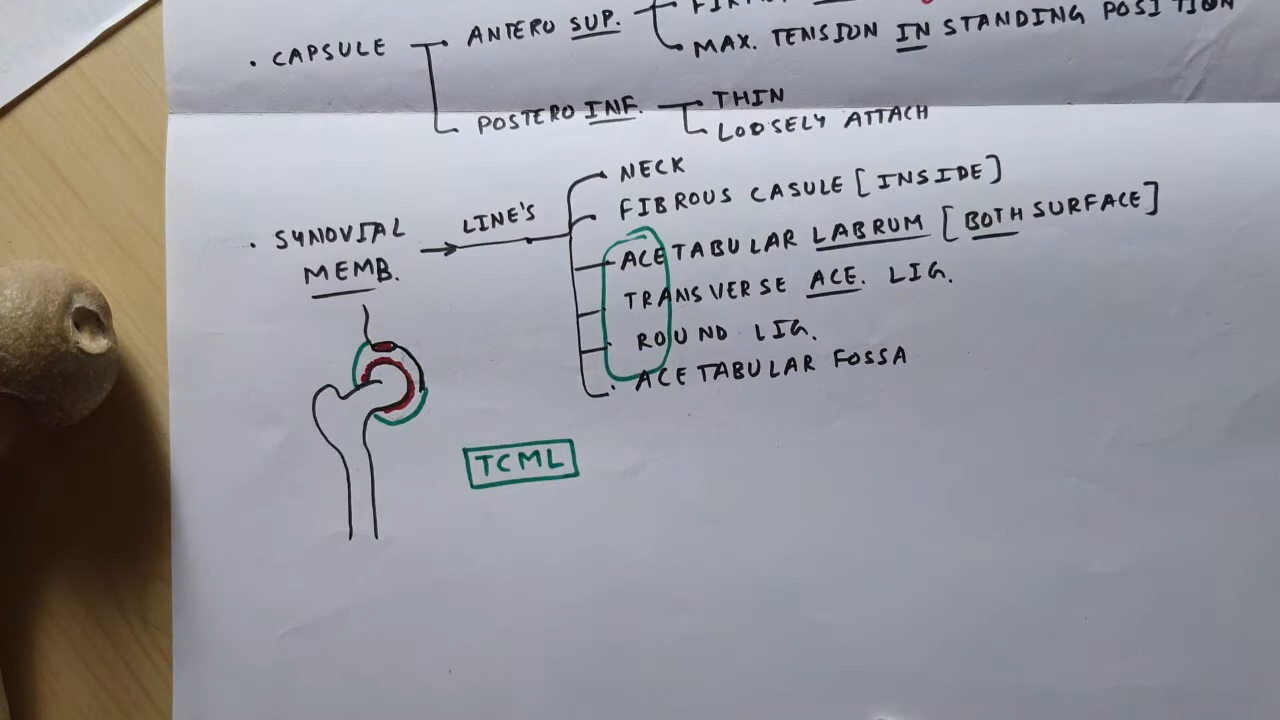 . CAPSULE
ANTERO SUP.
MAX. TENSION IN STANDING POSITION
POSTERO INF.
THIN
LOOSELY ATTACH
. SYNOVIAL MEMB.
LINE'S
NECK
FIBROUS CASULE [INSIDE]
ACETABULAR LABRUM [BOTH SURFACE]
TRANSVERSE ACE. LIG.
ROUND LIG.
ACETABULAR FOSSA
TCML